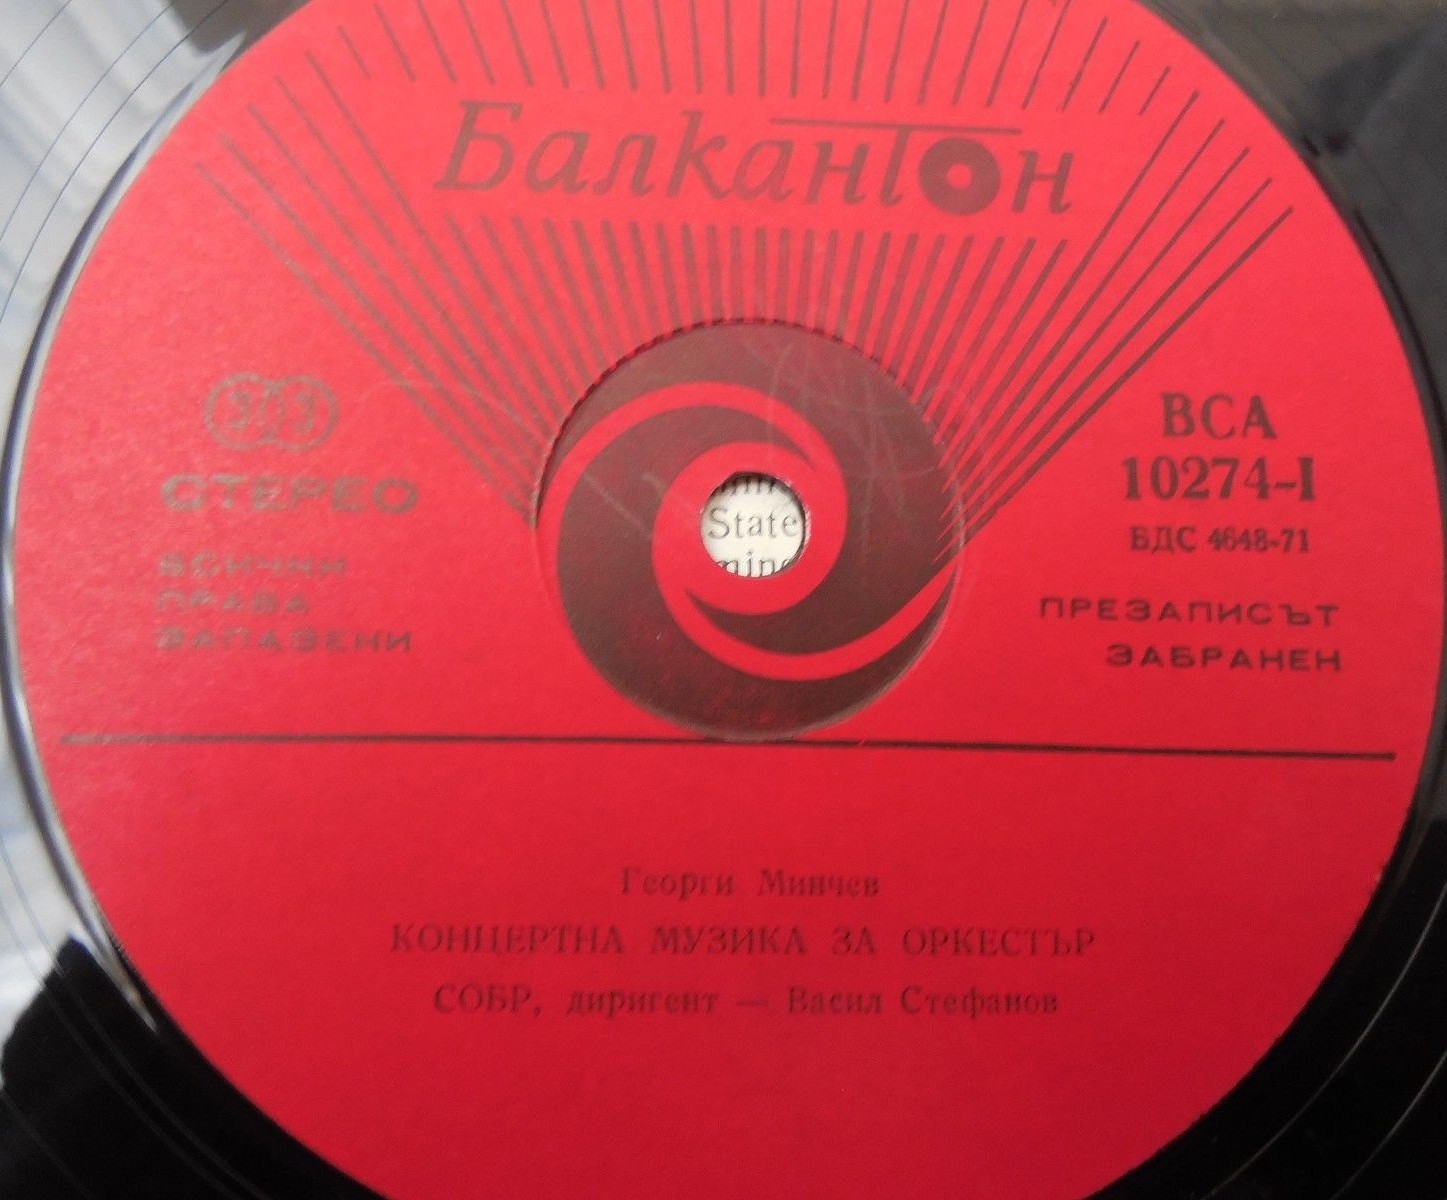 Балкантон
СТЕРЕО
ВСИЧКИ
ПРАВА
ЗАПАЗЕНИ
ВСА
10274-I
БДС 4648-71
ПРЕЗАПИСЪТ
ЗАБРАНЕН
State
Георги Минчев
КОНЦЕРТНА МУЗИКА ЗА ОРКЕСТЪР
СОБР, диригент — Васил Стефанов